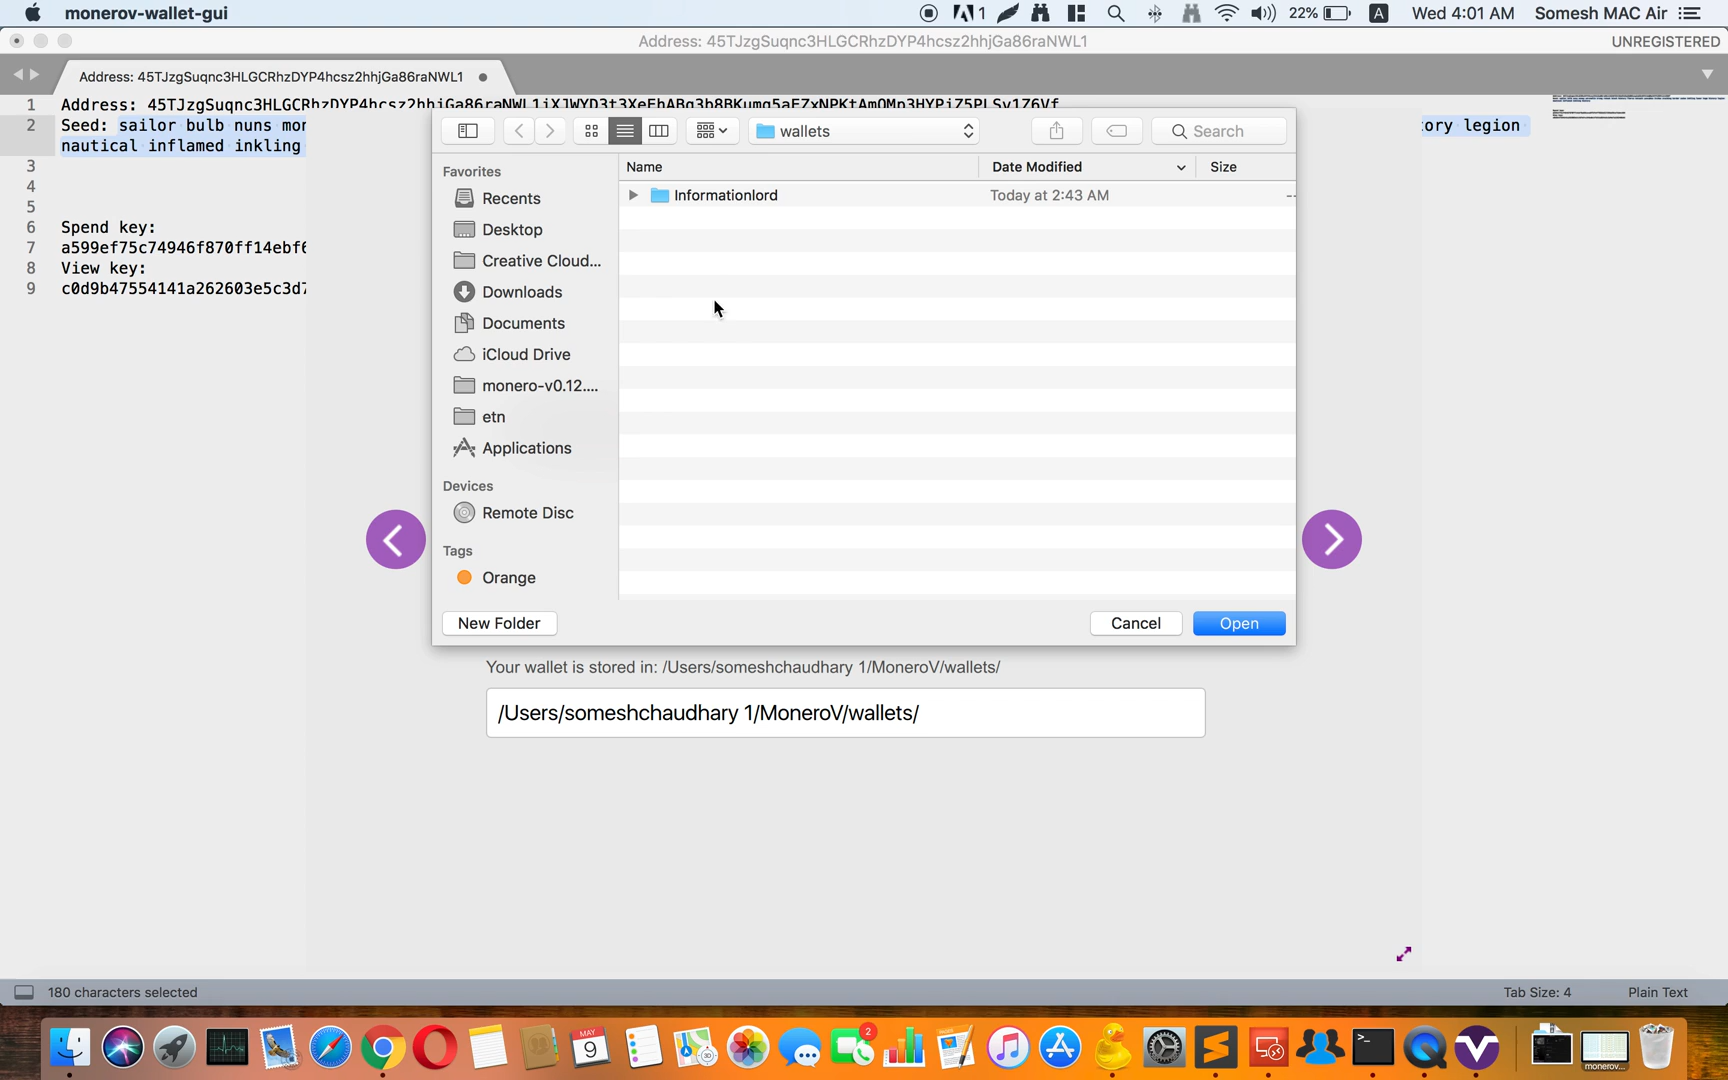 monerov-wallet-gui
1
22%
A
Wed 4:01 AM
Somesh MAC Air
Address: 45TJzgSuqnc3HLGCRhzDYP4hcsz2hhjGa86raNWL1
UNREGISTERED
Address: 45TJzgSuqnc3HLGCRhzDYP4hcsz2hhjGa86raNWL1
1 Address:
2 Seed: sailor bulb nuns
ory legion
nautical inflamed inkling
3
4
5
6 Spend key:
7 a599ef75c74946f870ff14ebf
8 View key:
9 c0d9b47554141a262603e5c3d7
wallets
Search
Favorites
Recents
Desktop
Creative Cloud...
Downloads
Documents
iCloud Drive
monero-v0.12....
etn
Applications
Devices
Remote Disc
Tags
Orange
Name
Date Modified
Size
Informationlord
Today at 2:43 AM
--
New Folder
Cancel
Open
Your wallet is stored in: /Users/someshchaudhary 1/MoneroV/wallets/
/Users/someshchaudhary 1/MoneroV/wallets/
180 characters selected
Tab Size: 4
Plain Text
MAY
9
2
monerov...